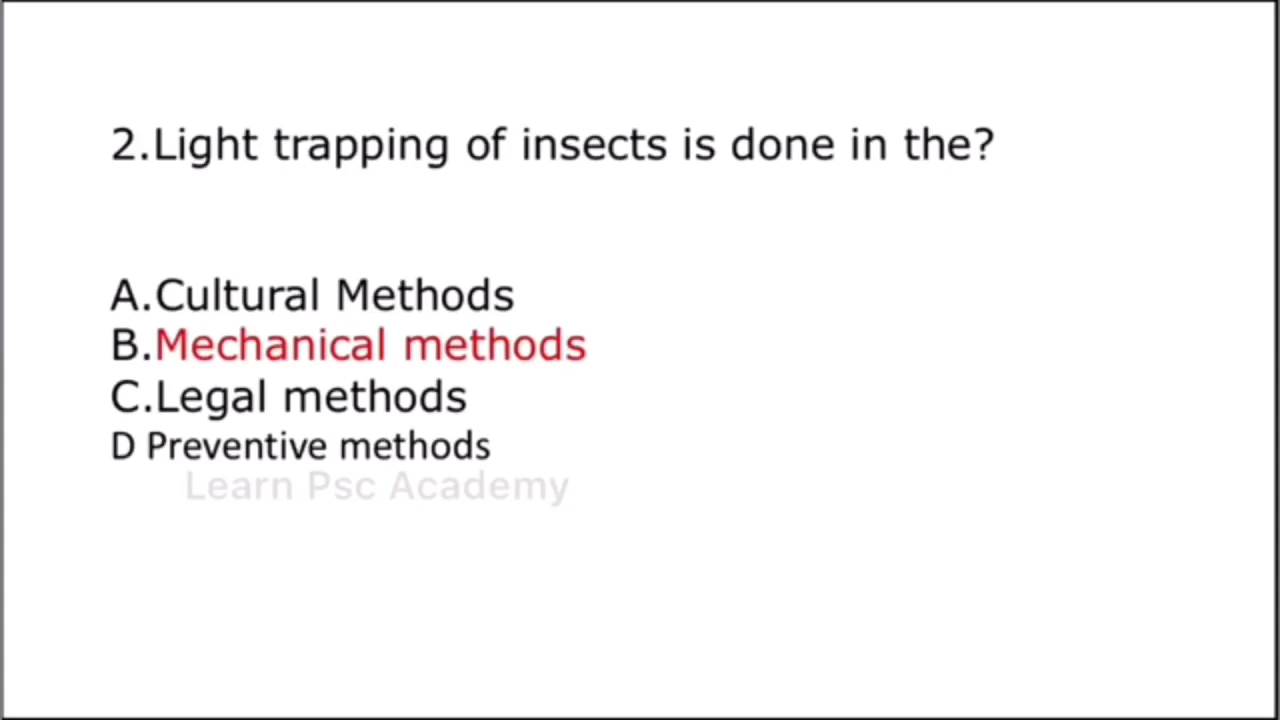 2.Light trapping of insects is done in the?
A.Cultural Methods
B.Mechanical methods
C.Legal methods
D Preventive methods
Learn Psc Academy